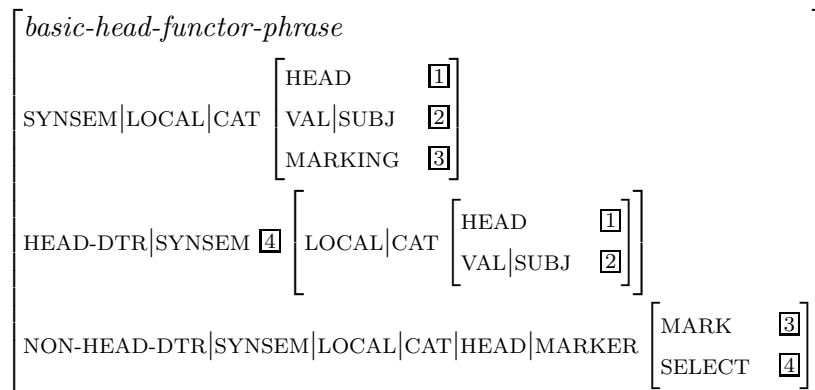 basic-head-functor-phrase
SYNSEM|LOCAL|CAT [HEAD 1
VAL|SUBJ 2
MARKING 3]
HEAD-DTR|SYNSEM 4 [LOCAL|CAT [HEAD 1
VAL|SUBJ 2]]
NON-HEAD-DTR|SYNSEM|LOCAL|CAT|HEAD|MARKER [MARK 3
SELECT 4]